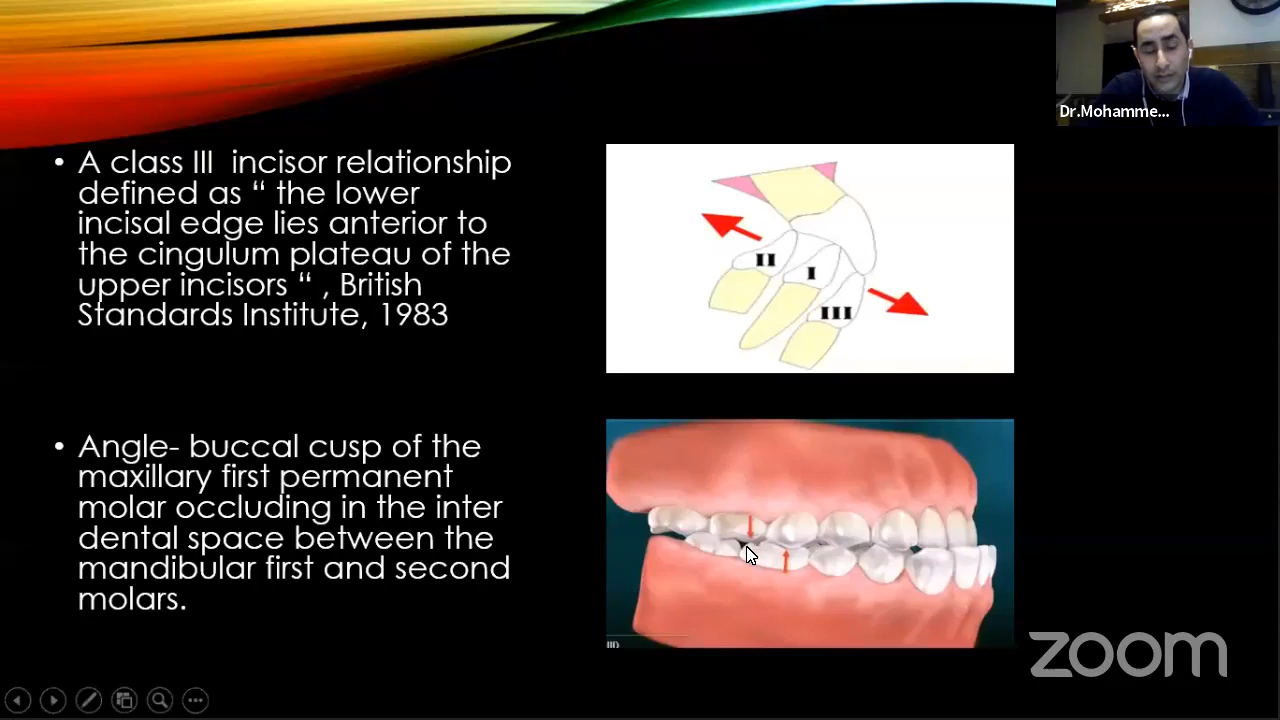 Dr.Mohamme...
• A class III  incisor relationship
defined as “ the lower
incisal edge lies anterior to
the cingulum plateau of the
upper incisors “ , British
Standards Institute, 1983
II
I
III
• Angle- buccal cusp of the
maxillary first permanent
molar occluding in the inter
dental space between the
mandibular first and second
molars.
zoom